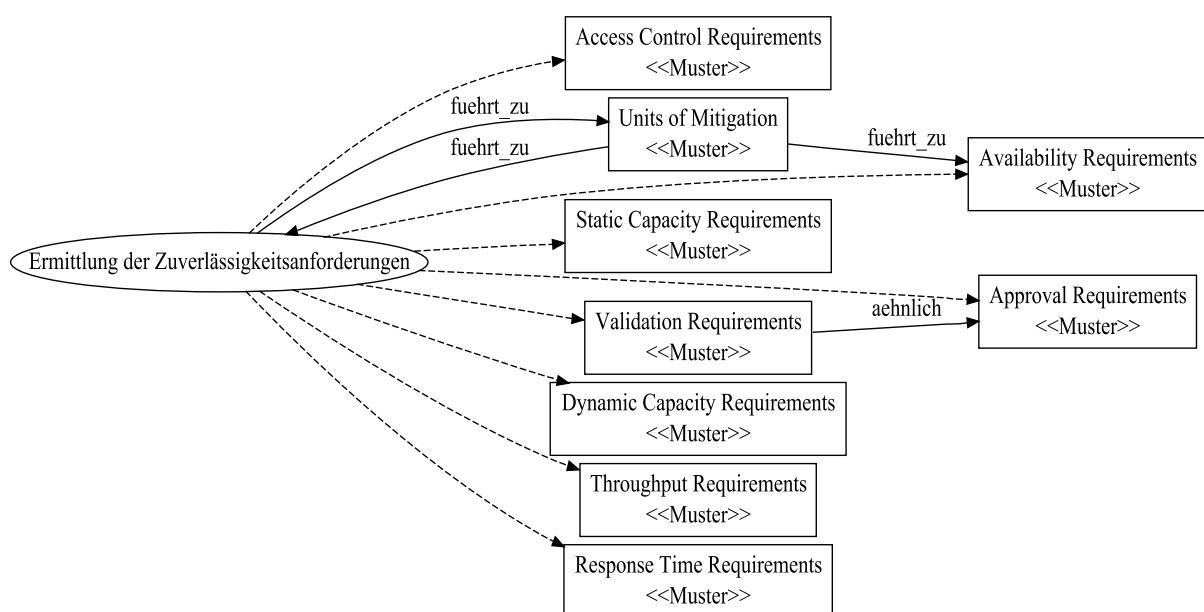 Access Control Requirements
<<Muster>>
fuehrt_zu
Units of Mitigation
<<Muster>>
fuehrt_zu
fuehrt_zu
Availability Requirements
<<Muster>>
Static Capacity Requirements
<<Muster>>
Ermittlung der Zuverlässigkeitsanforderungen
Approval Requirements
<<Muster>>
aehnlich
Validation Requirements
<<Muster>>
Dynamic Capacity Requirements
<<Muster>>
Throughput Requirements
<<Muster>>
Response Time Requirements
<<Muster>>